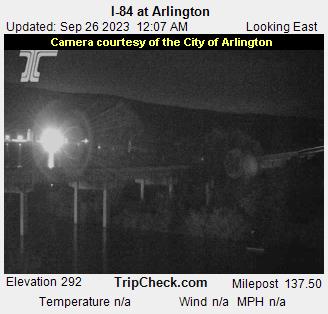 I-84 at Arlington
Updated: Sep 26 2023 12:07 AM Looking East
Camera courtesy of the City of Arlington
Elevation 292 TripCheck.com Milepost 137.50
Temperature n/a Wind n/a MPH n/a